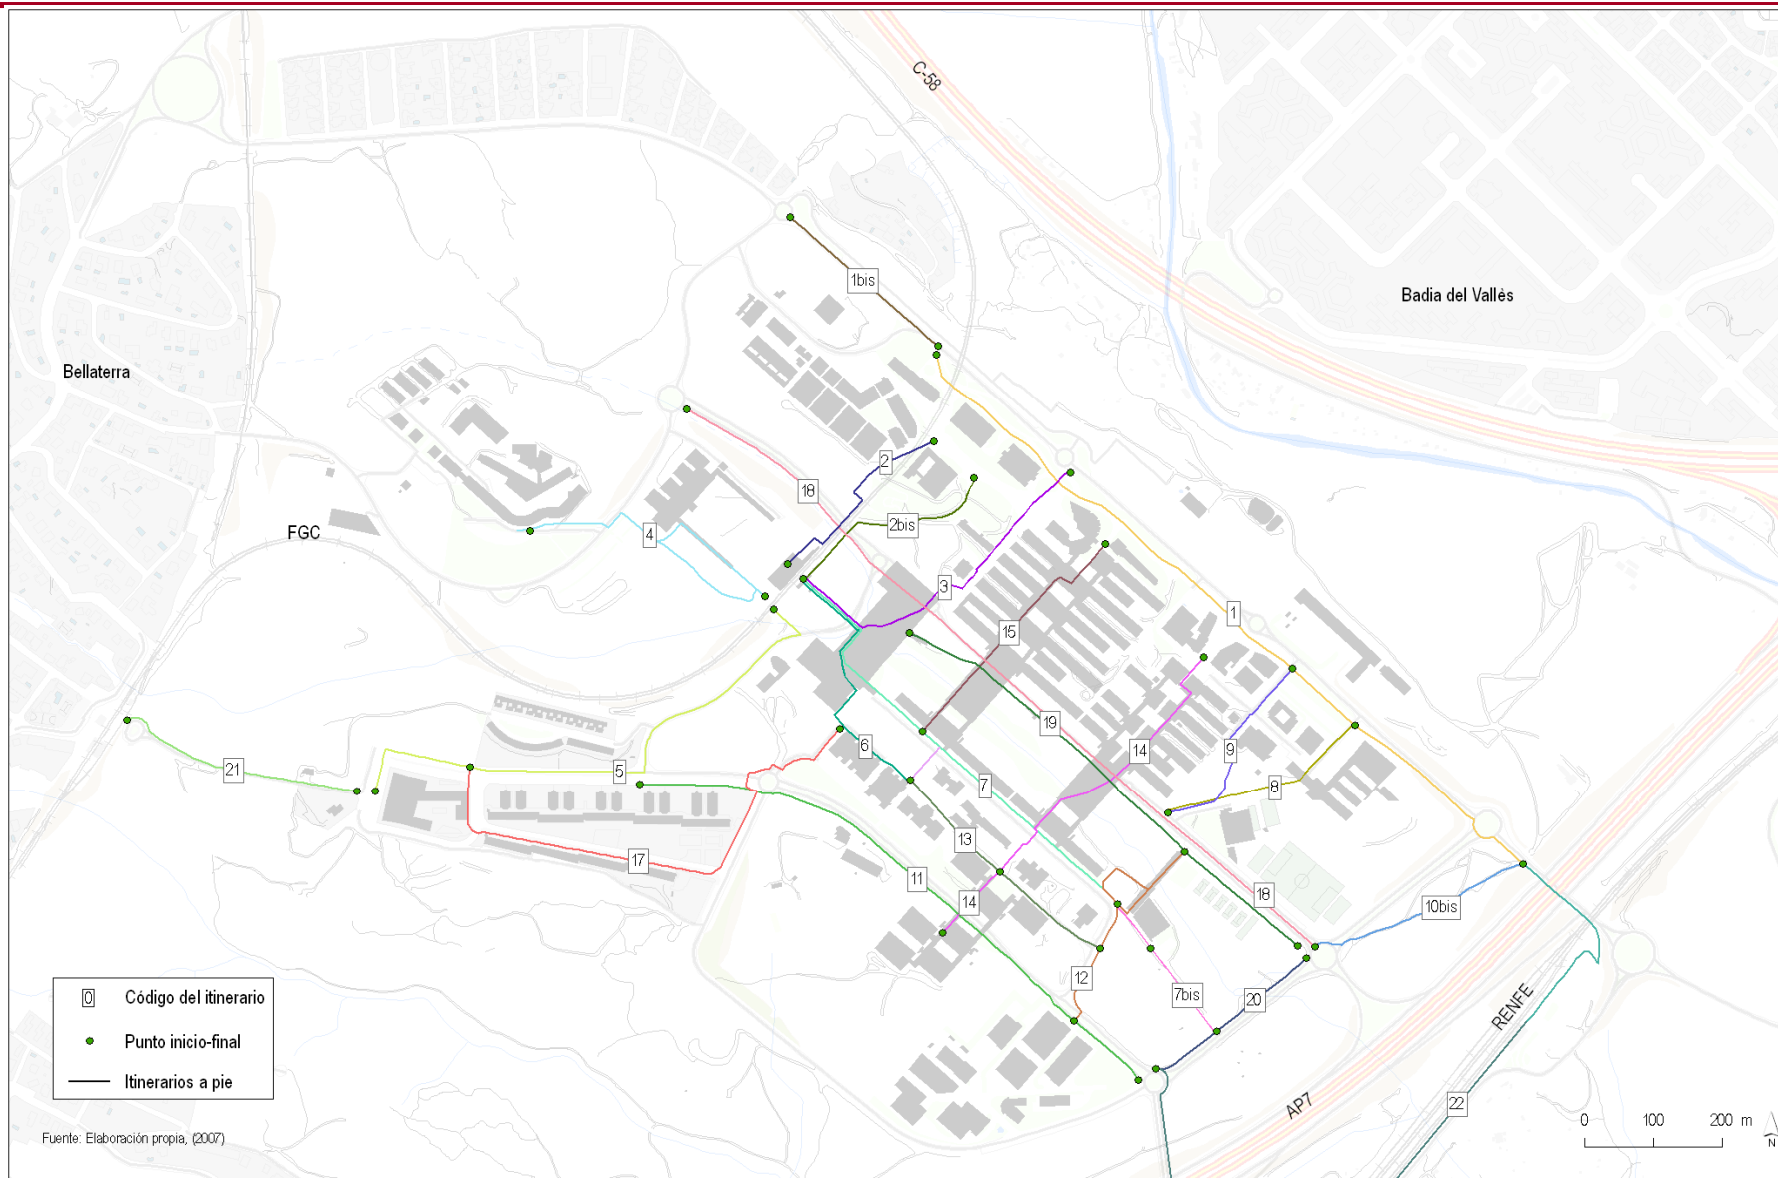 C-58
1bis
Badia del Vallès
Bellaterra
2
18
2bis
FGC
4
3
1
15
19
14
9
6
21
5
7
8
13
17
11
18
14
10bis
12
7bis
20
0 Código del itinerario
Punto inicio-final
Itinerarios a pie
RENFE
AP7
22
0 100 200 m
N
Fuente: Elaboración propia, (2007)